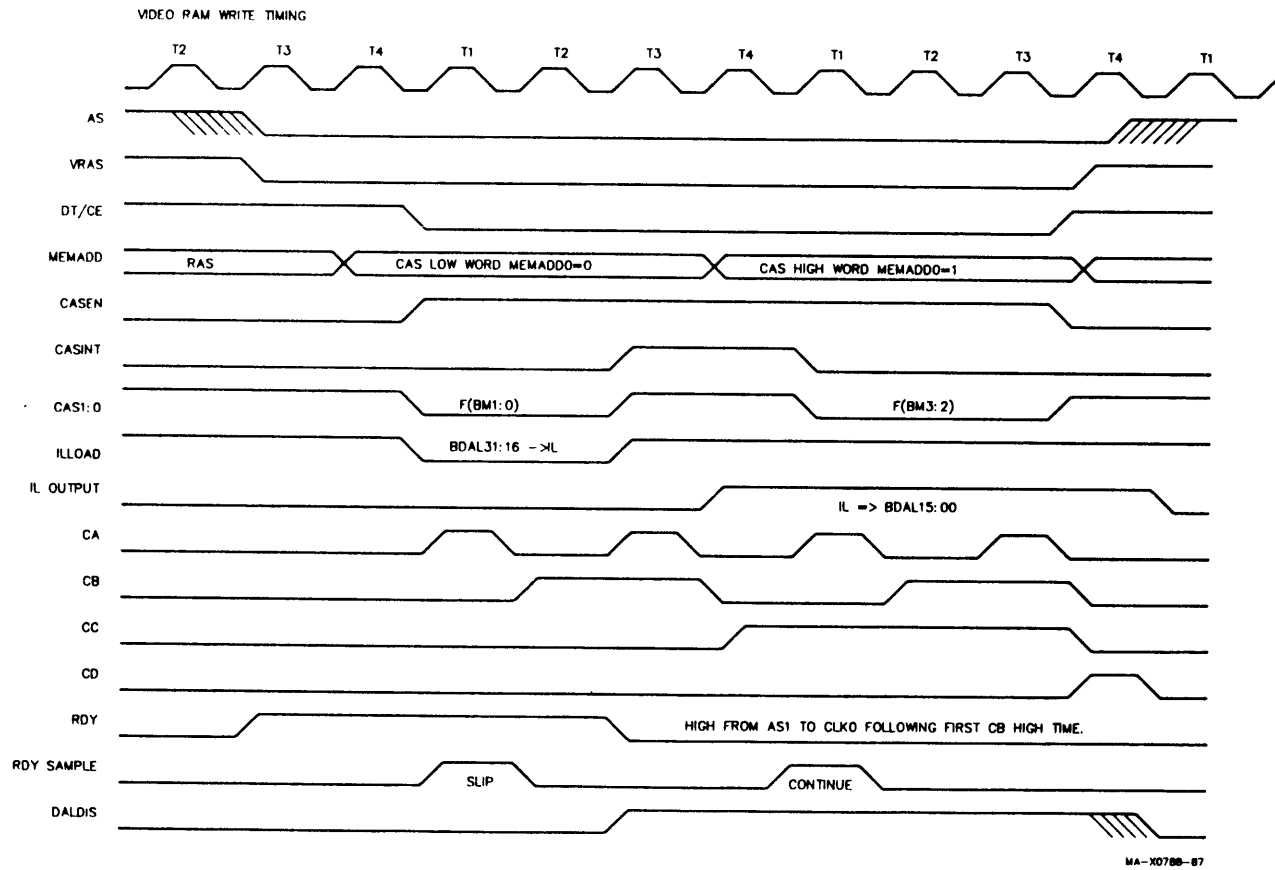 VIDEO RAM WRITE TIMING
T2 T3 T4 T1 T2 T3 T4 T1 T2 T3 T4 T1
AS
VRAS
DT/CE
MEMADD RAS CAS LOW WORD MEMADD0=0 CAS HIGH WORD MEMADD0=1
CASEN
CASINT
CAS1:0 F(BM1:0) F(BM3:2)
ILLOAD BDAL31:16 ->IL
IL OUTPUT IL => BDAL15:00
CA
CB
CC
CD
RDY HIGH FROM AS1 TO CLK0 FOLLOWING FIRST CB HIGH TIME.
RDY SAMPLE SLIP CONTINUE
DALDIS
MA-X0788-87